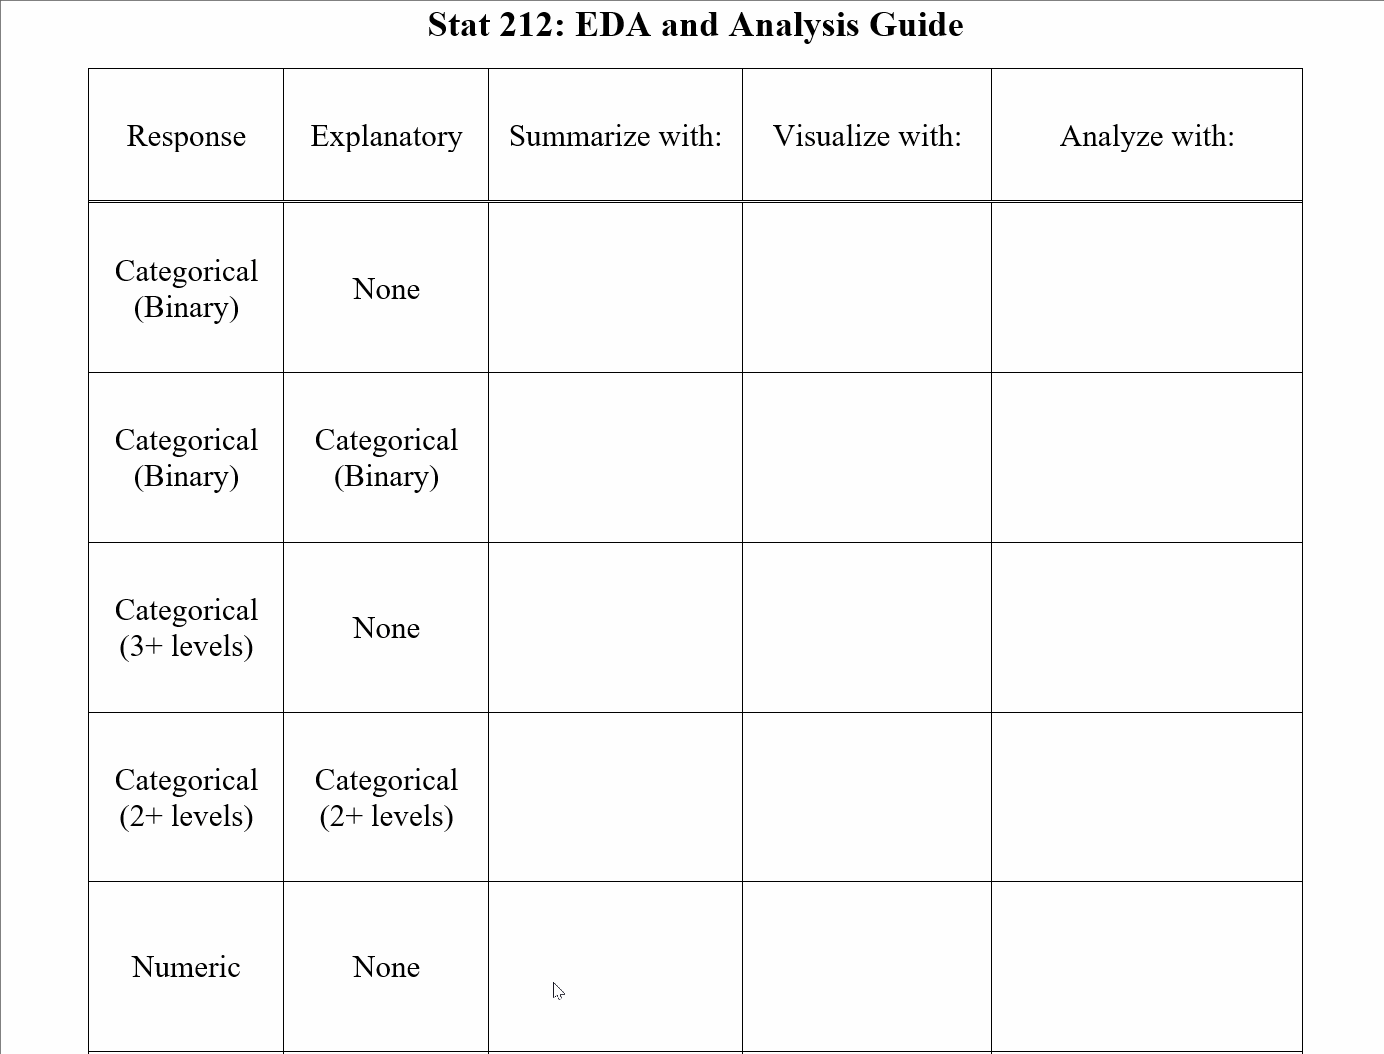 Stat 212: EDA and Analysis Guide
Response Explanatory Summarize with: Visualize with: Analyze with:
Categorical
(Binary)
None
Categorical
(Binary)
Categorical
(Binary)
Categorical
(3+ levels)
None
Categorical
(2+ levels)
Categorical
(2+ levels)
Numeric
None